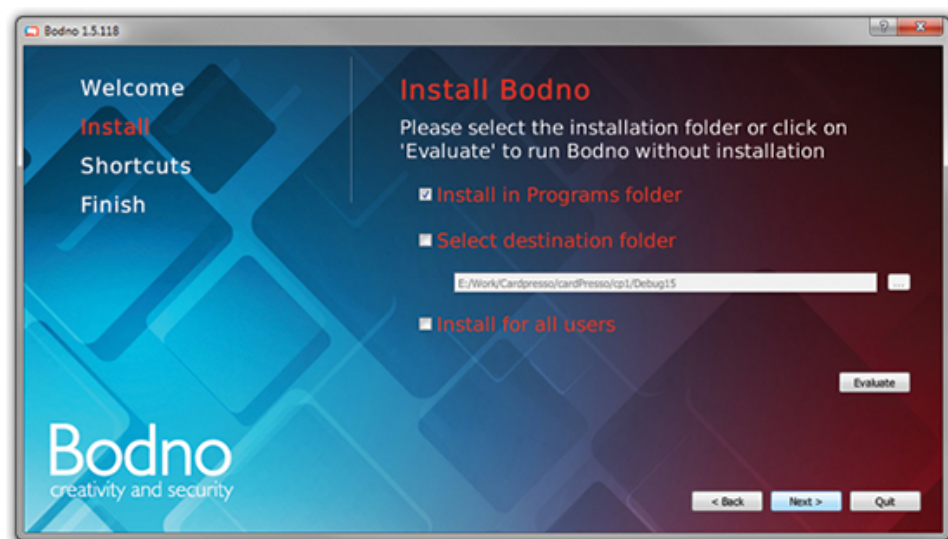 Bodno 1.5.118
Welcome
Install
Shortcuts
Finish
Install Bodno
Please select the installation folder or click on
'Evaluate' to run Bodno without installation
Install in Programs folder
Select destination folder
E:/Work/Cardpresso/cardPresso/cp1/Debug15
...
Install for all users
Evaluate
Bodno
creativity and security
< Back
Next >
Quit